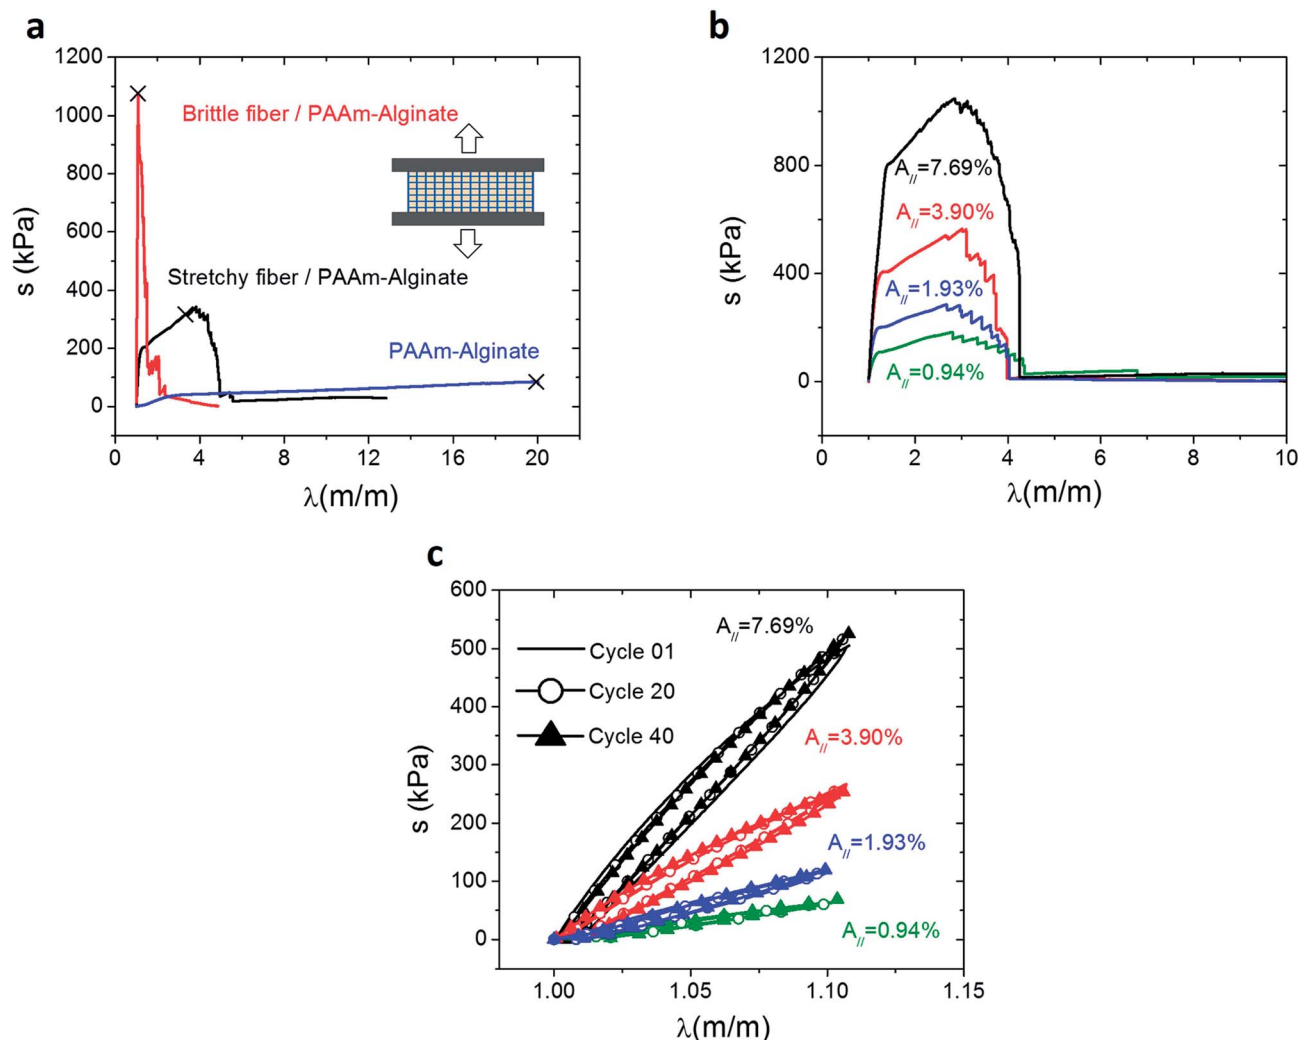 a
1200
1000
800
600
400
200
0
s (kPa)
Brittle fiber / PAAm-Alginate
Stretchy fiber / PAAm-Alginate
PAAm-Alginate
0 4 8 12 16 20
λ(m/m)
b
1200
800
400
0
s (kPa)
A//=7.69%
A//=3.90%
A//=1.93%
A//=0.94%
0 2 4 6 8 10
λ(m/m)
c
600
500
400
300
200
100
0
s (kPa)
Cycle 01
Cycle 20
Cycle 40
A//=7.69%
A//=3.90%
A//=1.93%
A//=0.94%
1.00 1.05 1.10 1.15
λ(m/m)